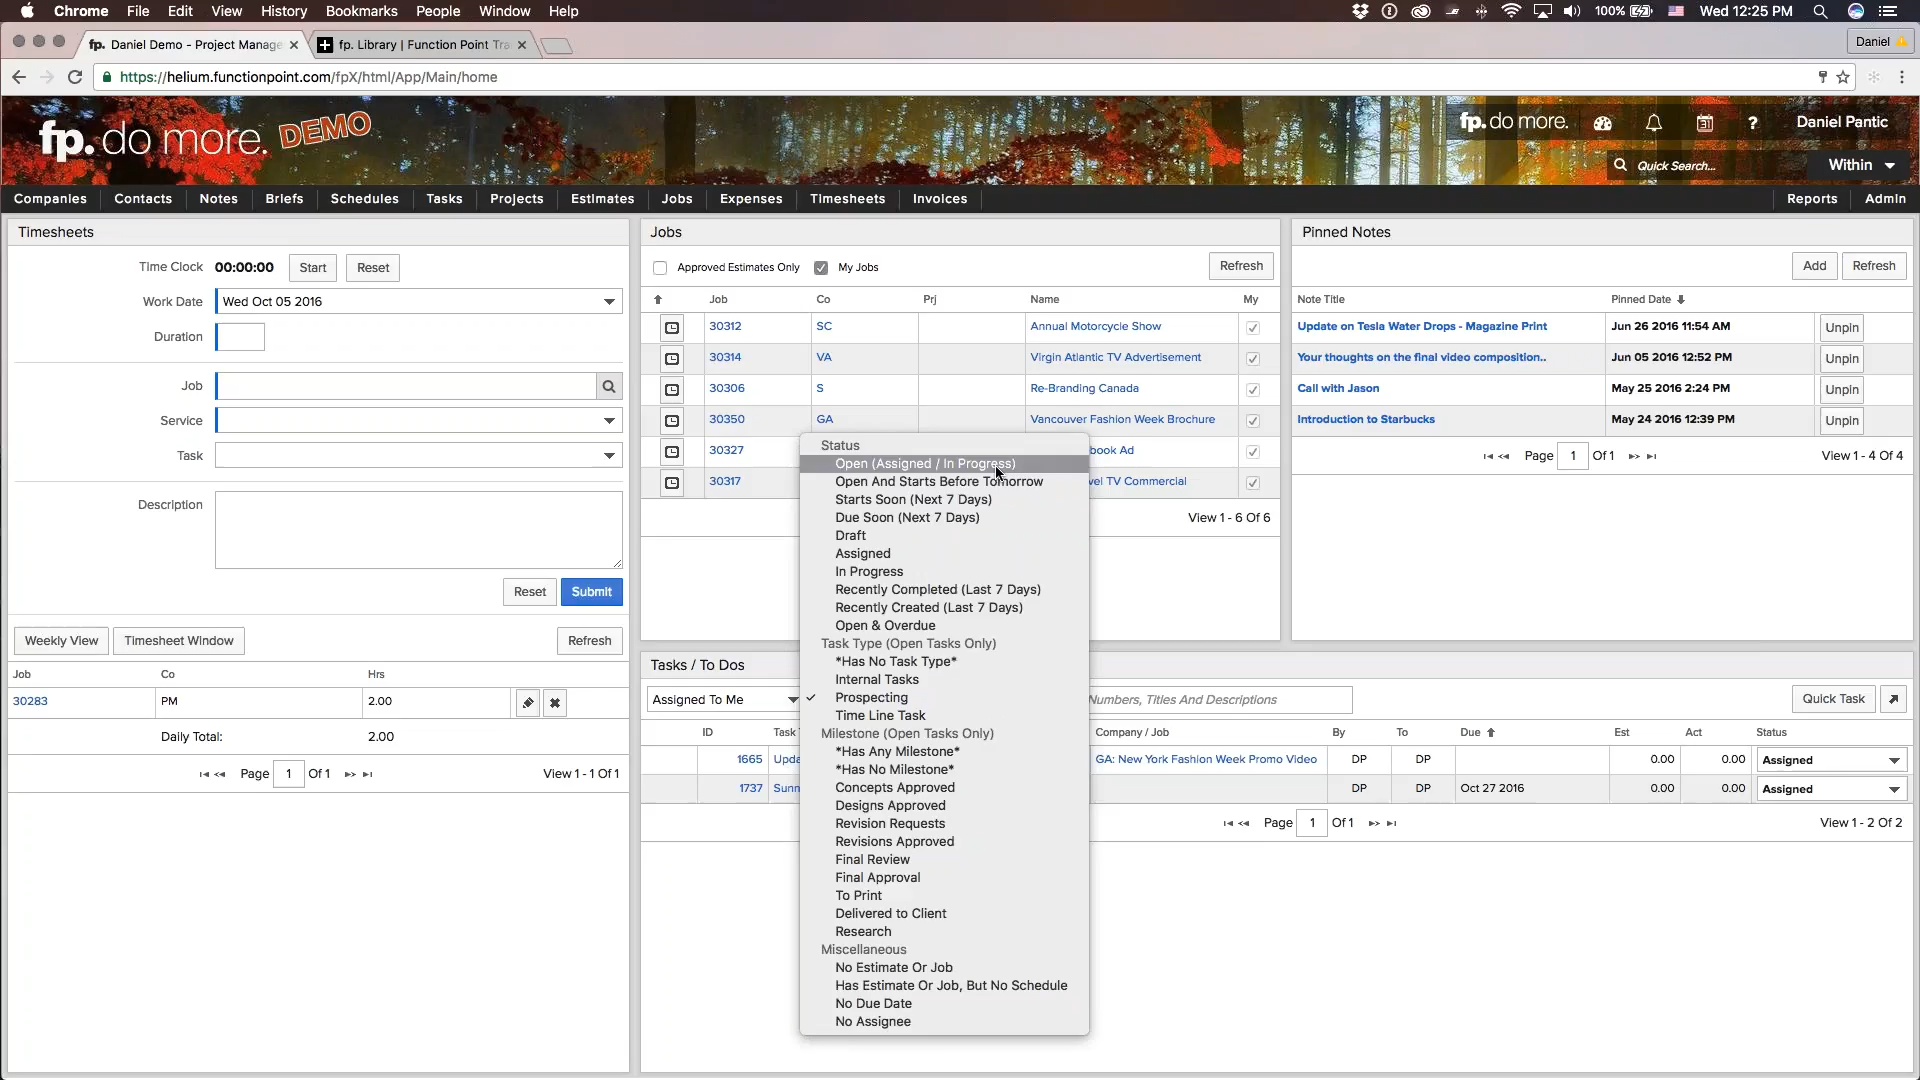 Chrome File Edit View History Bookmarks People Window Help 100% Wed 12:25 PM
fp. Daniel Demo - Project Manage fp. Library | Function Point Tra Daniel
https://helium.functionpoint.com/fpX/html/App/Main/home
fp. do more. DEMO
fp. do more. ? Daniel Pantic
Quick Search... Within
Companies Contacts Notes Briefs Schedules Tasks Projects Estimates Jobs Expenses Timesheets Invoices Reports Admin
Timesheets
Time Clock 00:00:00 Start Reset
Work Date Wed Oct 05 2016
Duration
Job
Service
Task
Description
Reset Submit
Weekly View Timesheet Window Refresh
Job Co Hrs
30283 PM 2.00
Daily Total: 2.00
Page 1 Of 1 View 1 - 1 Of 1
Jobs
Approved Estimates Only My Jobs Refresh
Job Co Prj Name My
30312 SC Annual Motorcycle Show
30314 VA Virgin Atlantic TV Advertisement
30306 S Re-Branding Canada
30350 GA Vancouver Fashion Week Brochure
30327 book Ad
30317 vel TV Commercial
View 1 - 6 Of 6
Pinned Notes
Add Refresh
Note Title Pinned Date
Update on Tesla Water Drops - Magazine Print Jun 26 2016 11:54 AM Unpin
Your thoughts on the final video composition.. Jun 05 2016 12:52 PM Unpin
Call with Jason May 25 2016 2:24 PM Unpin
Introduction to Starbucks May 24 2016 12:39 PM Unpin
Page 1 Of 1 View 1 - 4 Of 4
Status
Open (Assigned / In Progress)
Open And Starts Before Tomorrow
Starts Soon (Next 7 Days)
Due Soon (Next 7 Days)
Draft
Assigned
In Progress
Recently Completed (Last 7 Days)
Recently Created (Last 7 Days)
Open & Overdue
Task Type (Open Tasks Only)
*Has No Task Type*
Internal Tasks
Prospecting
Time Line Task
Milestone (Open Tasks Only)
*Has Any Milestone*
*Has No Milestone*
Concepts Approved
Designs Approved
Revision Requests
Revisions Approved
Final Review
Final Approval
To Print
Delivered to Client
Research
Miscellaneous
No Estimate Or Job
Has Estimate Or Job, But No Schedule
No Due Date
No Assignee
Tasks / To Dos
Assigned To Me Numbers, Titles And Descriptions Quick Task
ID Task Company / Job By To Due Est Act Status
1665 Upda GA: New York Fashion Week Promo Video DP DP 0.00 0.00 Assigned
1737 Sunn DP DP Oct 27 2016 0.00 0.00 Assigned
Page 1 Of 1 View 1 - 2 Of 2